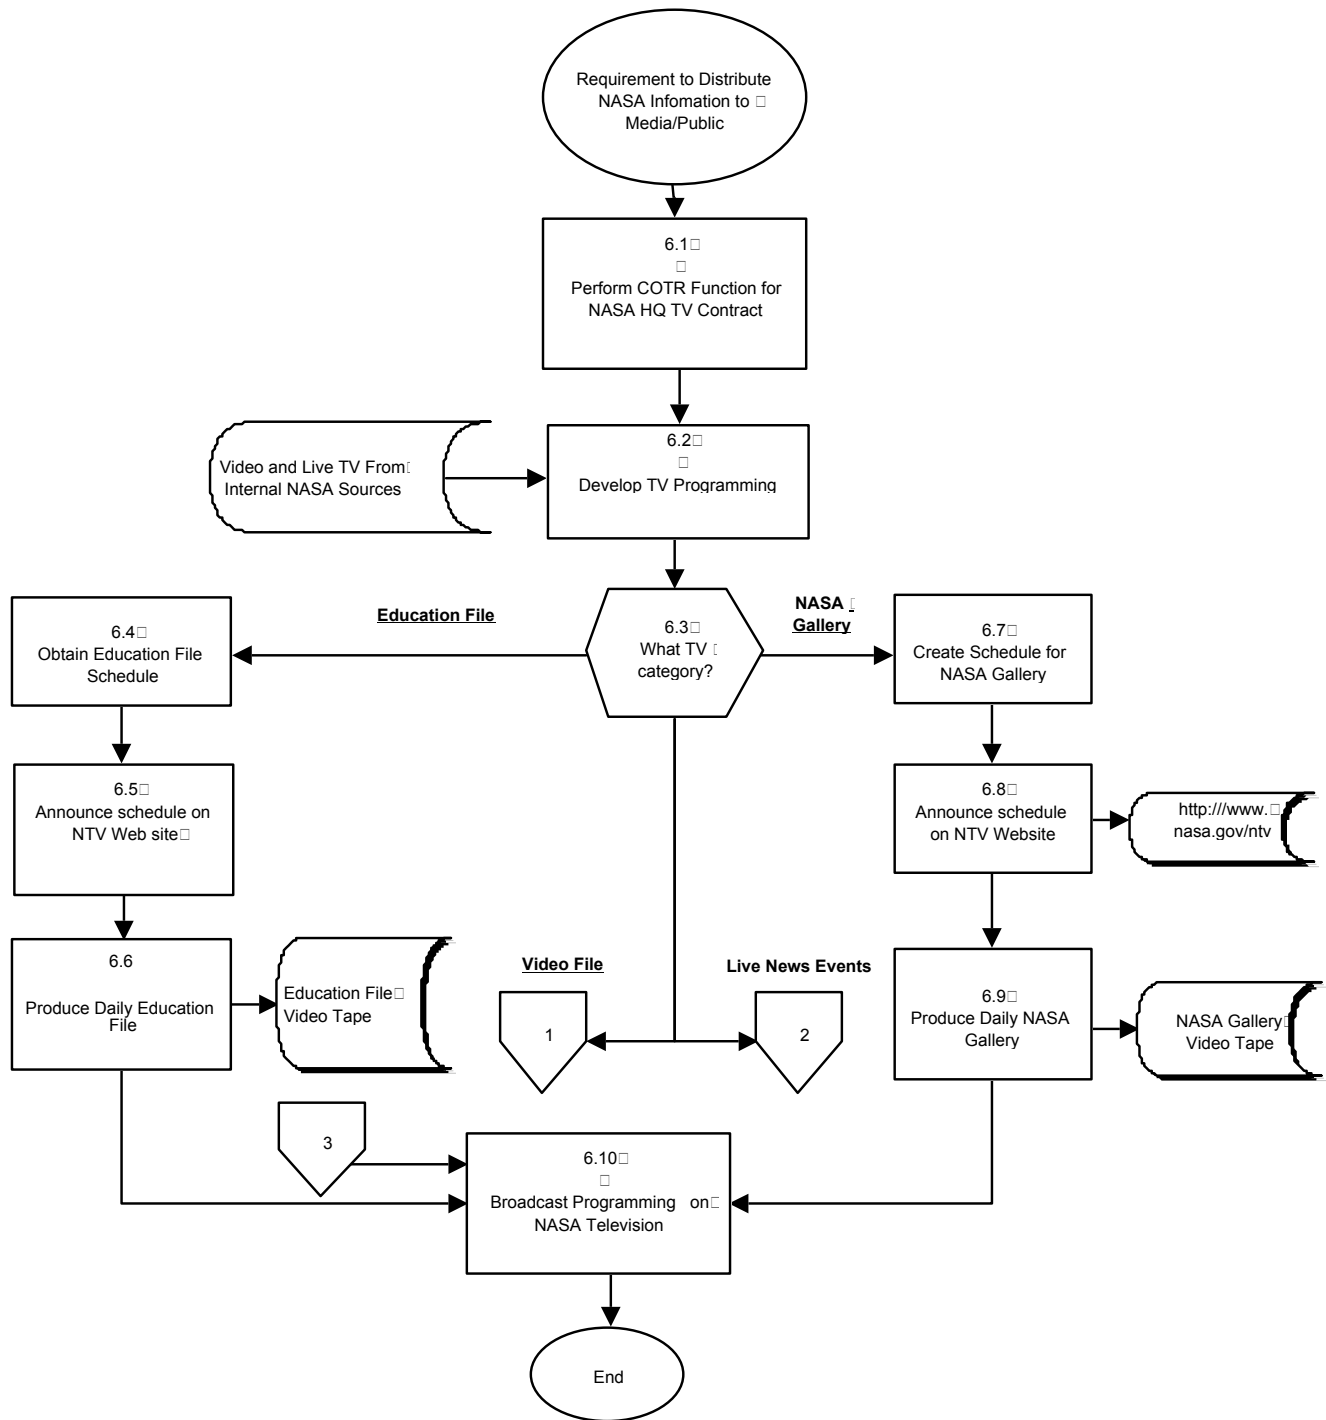 Requirement to Distribute
NASA Infomation to
Media/Public
6.1
Perform COTR Function for
NASA HQ TV Contract
6.2
Develop TV Programming
Video and Live TV From
Internal NASA Sources
Education File
NASA
Gallery
6.3
What TV
category?
6.4
Obtain Education File
Schedule
6.7
Create Schedule for
NASA Gallery
6.5
Announce schedule on
NTV Web site
6.8
Announce schedule
on NTV Website
http:///www.
nasa.gov/ntv
6.6
Produce Daily Education
File
Education File
Video Tape
Video File
Live News Events
1
2
6.9
Produce Daily NASA
Gallery
NASA Gallery
Video Tape
3
6.10
Broadcast Programming on
NASA Television
End